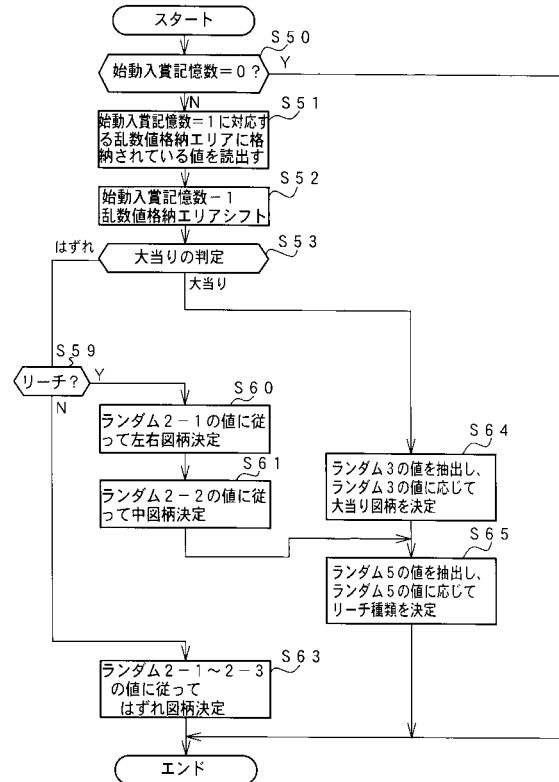 スタート
S50
始動入賞記憶数=0?
Y
N
S51
始動入賞記憶数=1に対応す
る乱数値格納エリアに格
納されている値を読出す
S52
始動入賞記憶数-1
乱数値格納エリアシフト
S53
大当りの判定
はずれ
大当り
S59
リーチ?
Y
N
S60
ランダム2-1の値に従
って左右図柄決定
S61
ランダム2-2の値に従
って中図柄決定
S64
ランダム3の値を抽出し、
ランダム3の値に応じて
大当り図柄を決定
S65
ランダム5の値を抽出し、
ランダム5の値に応じて
リーチ種類を決定
S63
ランダム2-1~2-3
の値に従って
はずれ図柄決定
エンド